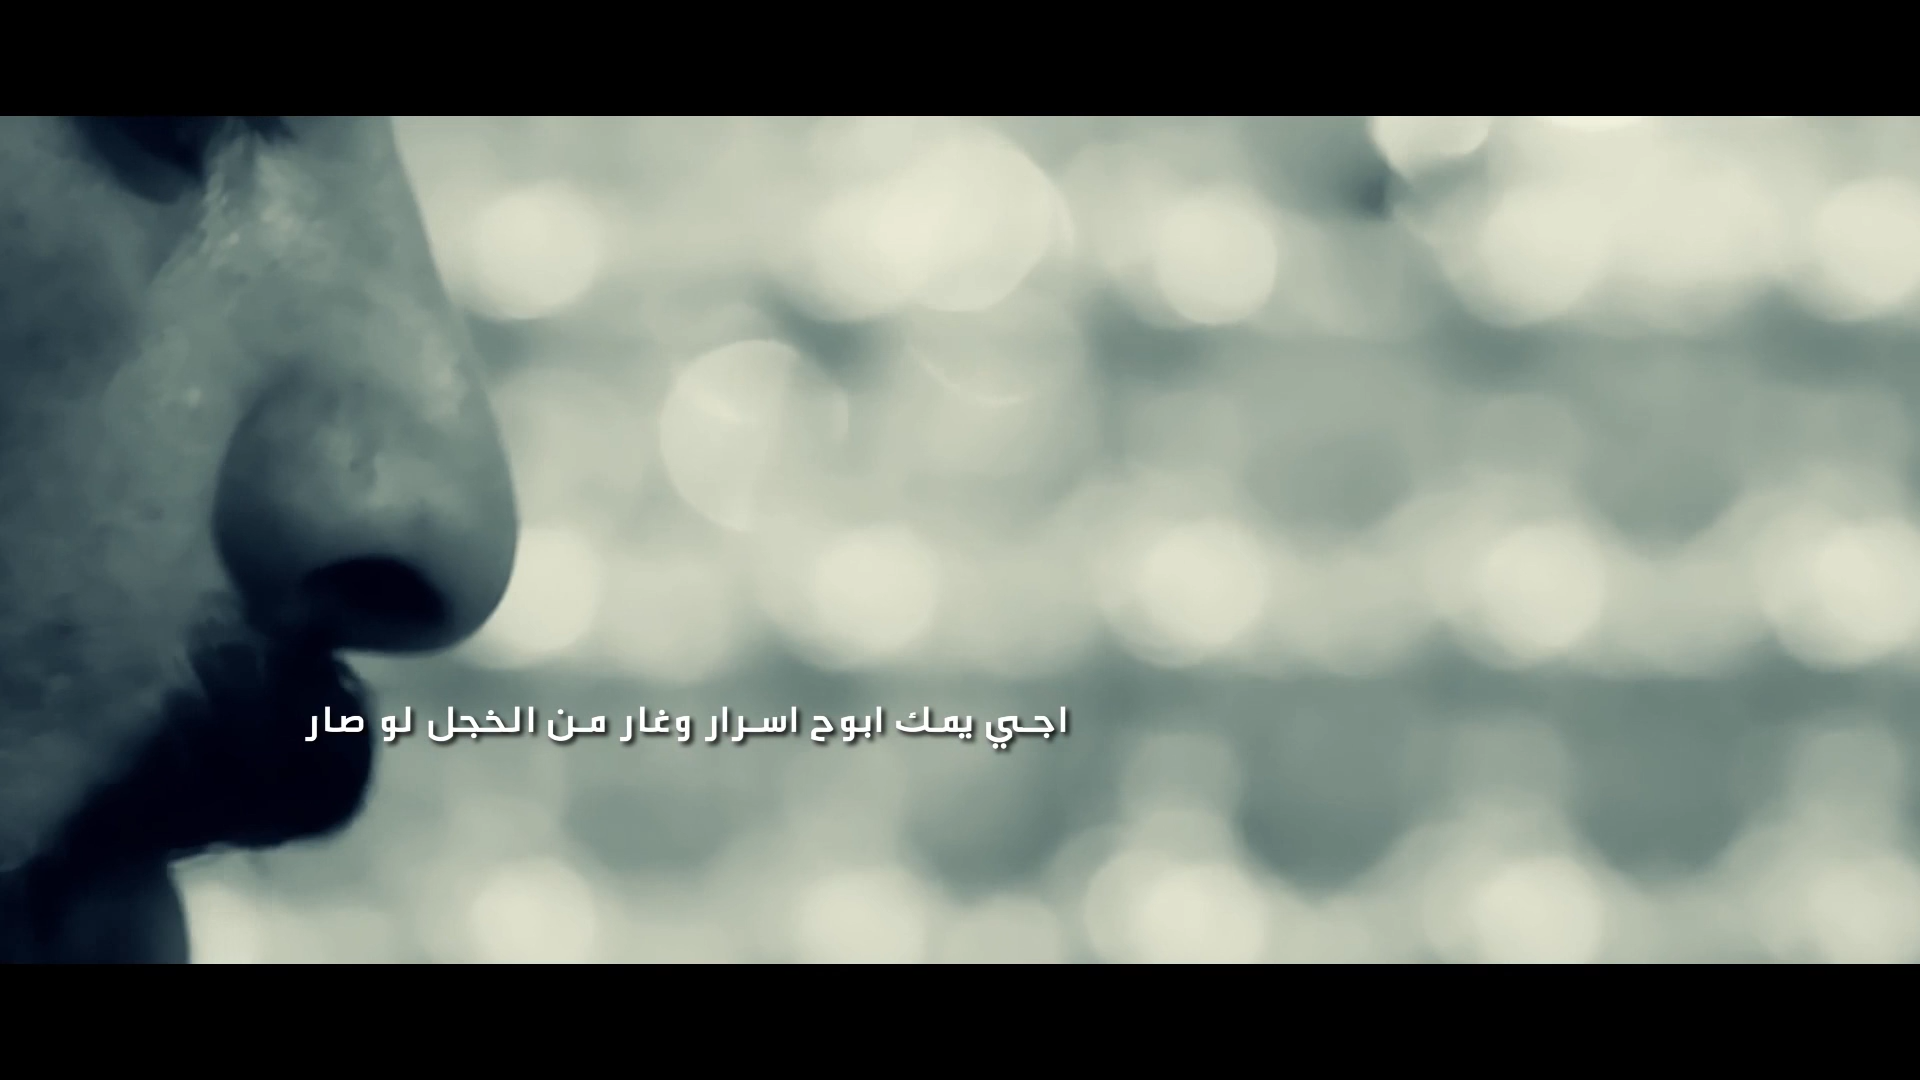 اجي يمك ابوح اسرار وغار من الخجل لو صار